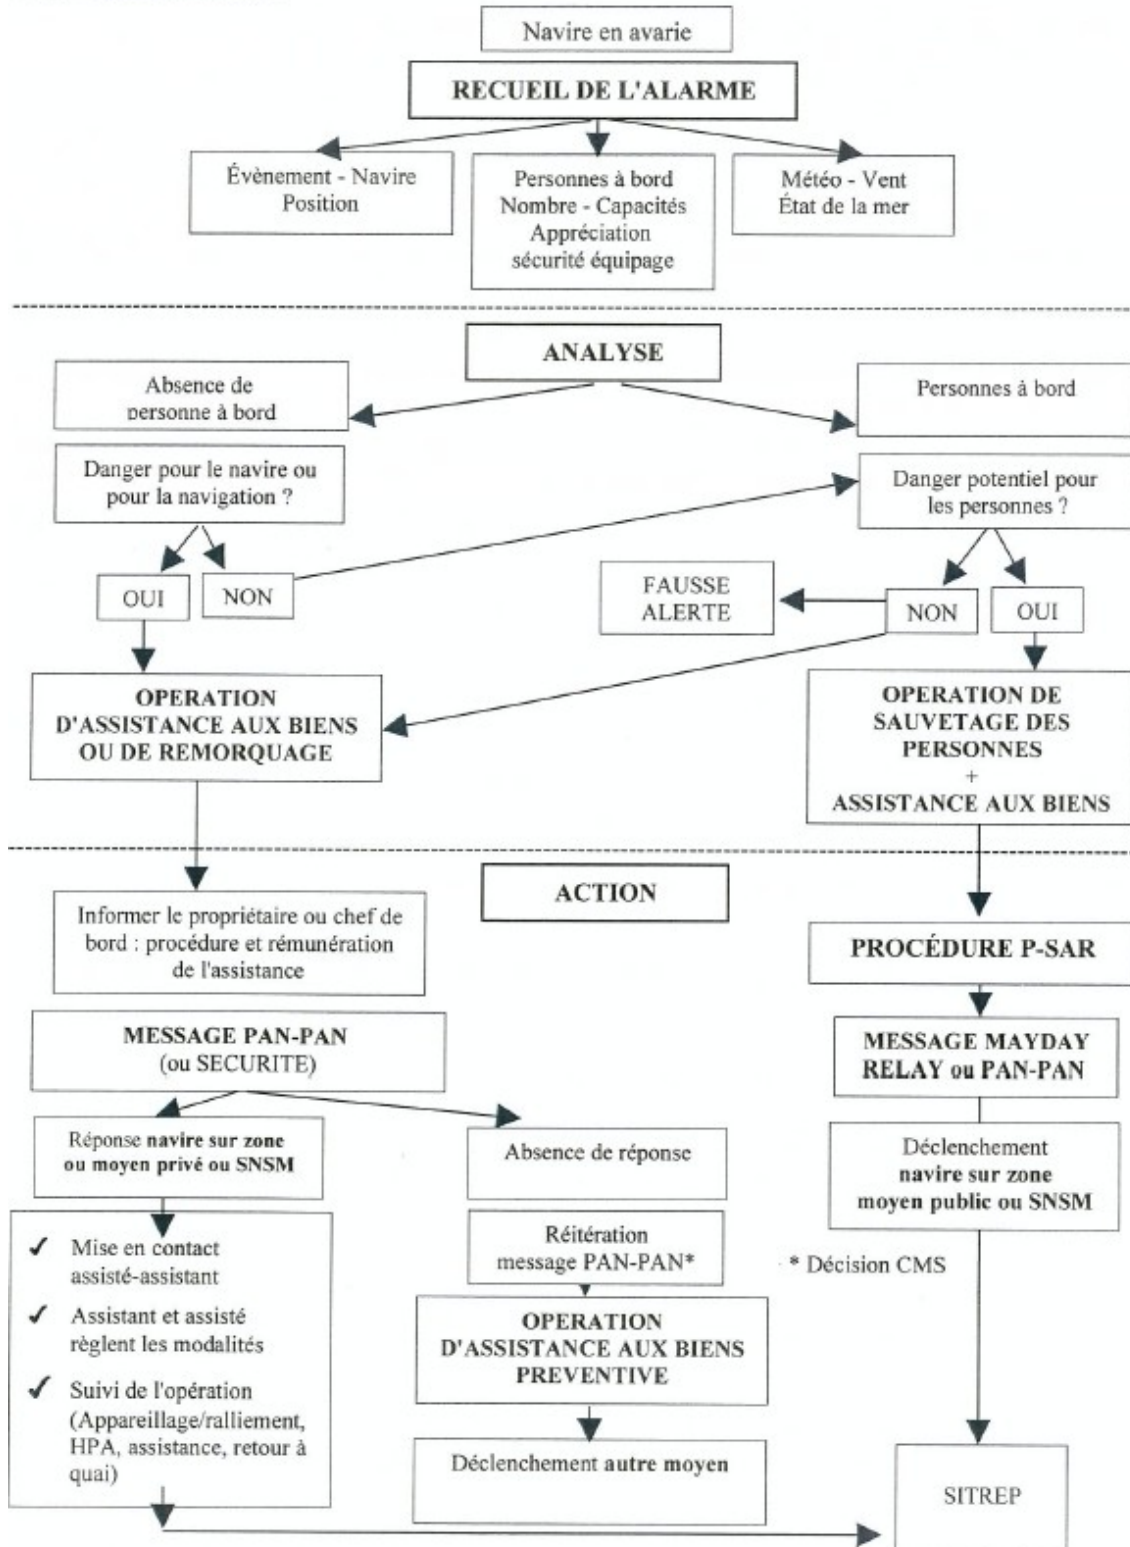 Navire en avarie
RECUEIL DE L'ALARME
Évènement - Navire
Position
Personnes à bord
Nombre - Capacités
Appréciation
sécurité équipage
Météo - Vent
État de la mer
ANALYSE
Absence de
personne à bord
Personnes à bord
Danger pour le navire ou
pour la navigation ?
Danger potentiel pour
les personnes ?
OUI
NON
FAUSSE
ALERTE
NON
OUI
OPERATION
D'ASSISTANCE AUX BIENS
OU DE REMORQUAGE
OPERATION DE
SAUVETAGE DES
PERSONNES
+
ASSISTANCE AUX BIENS
ACTION
Informer le propriétaire ou chef de
bord : procédure et rémunération
de l'assistance
PROCÉDURE P-SAR
MESSAGE PAN-PAN
(ou SECURITE)
MESSAGE MAYDAY
RELAY ou PAN-PAN
Réponse navire sur zone
ou moyen privé ou SNSM
Absence de réponse
Déclenchement
navire sur zone
moyen public ou SNSM
✓ Mise en contact
assisté-assistant
✓ Assistant et assisté
règlent les modalités
✓ Suivi de l'opération
(Appareillage/ralliement,
HPA, assistance, retour à
quai)
Réitération
message PAN-PAN*
* Décision CMS
OPERATION
D'ASSISTANCE AUX BIENS
PREVENTIVE
Déclenchement autre moyen
SITREP